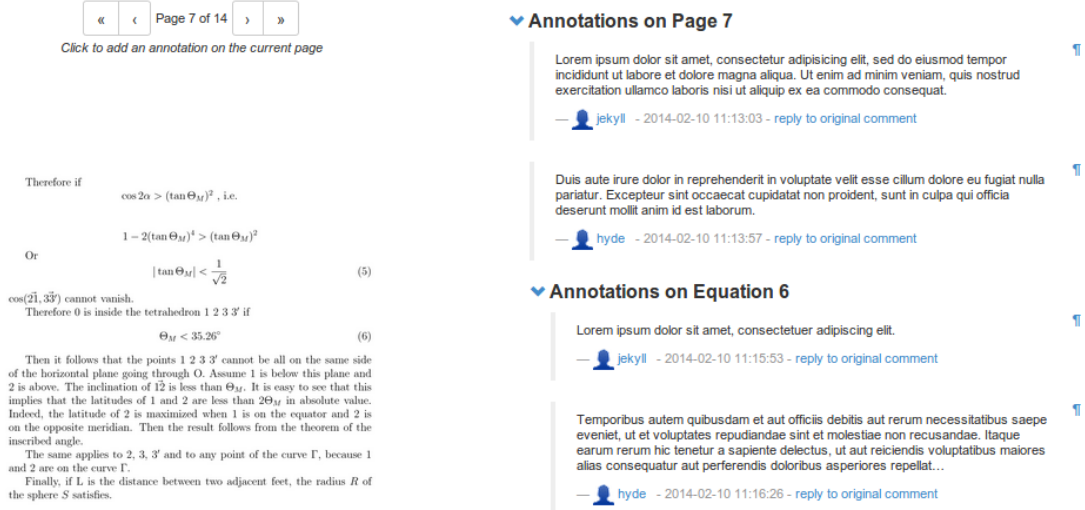 « ‹ Page 7 of 14 › »
Click to add an annotation on the current page
Therefore if
cos 2α > (tan Θ_M)² , i.e.
1 − 2(tan Θ_M)⁴ > (tan Θ_M)²
Or
| tan Θ_M| < 1/√2 (5)
cos(2⃗1, 3⃗3′) cannot vanish.
Therefore 0 is inside the tetrahedron 1 2 3 3′ if
Θ_M < 35.26° (6)
Then it follows that the points 1 2 3 3′ cannot be all on the same side
of the horizontal plane going through O. Assume 1 is below this plane and
2 is above. The inclination of 1⃗2 is less than Θ_M. It is easy to see that this
implies that the latitudes of 1 and 2 are less than 2Θ_M in absolute value.
Indeed, the latitude of 2 is maximized when 1 is on the equator and 2 is
on the opposite meridian. Then the result follows from the theorem of the
inscribed angle.
The same applies to 2, 3, 3′ and to any point of the curve Γ, because 1
and 2 are on the curve Γ.
Finally, if L is the distance between two adjacent feet, the radius R of
the sphere S satisfies.
Annotations on Page 7
Lorem ipsum dolor sit amet, consectetur adipisicing elit, sed do eiusmod tempor ¶
incididunt ut labore et dolore magna aliqua. Ut enim ad minim veniam, quis nostrud
exercitation ullamco laboris nisi ut aliquip ex ea commodo consequat.
— jekyll - 2014-02-10 11:13:03 - reply to original comment
Duis aute irure dolor in reprehenderit in voluptate velit esse cillum dolore eu fugiat nulla ¶
pariatur. Excepteur sint occaecat cupidatat non proident, sunt in culpa qui officia
deserunt mollit anim id est laborum.
— hyde - 2014-02-10 11:13:57 - reply to original comment
Annotations on Equation 6
Lorem ipsum dolor sit amet, consectetuer adipiscing elit. ¶
— jekyll - 2014-02-10 11:15:53 - reply to original comment
Temporibus autem quibusdam et aut officiis debitis aut rerum necessitatibus saepe ¶
eveniet, ut et voluptates repudiandae sint et molestiae non recusandae. Itaque
earum rerum hic tenetur a sapiente delectus, ut aut reiciendis voluptatibus maiores
alias consequatur aut perferendis doloribus asperiores repellat…
— hyde - 2014-02-10 11:16:26 - reply to original comment